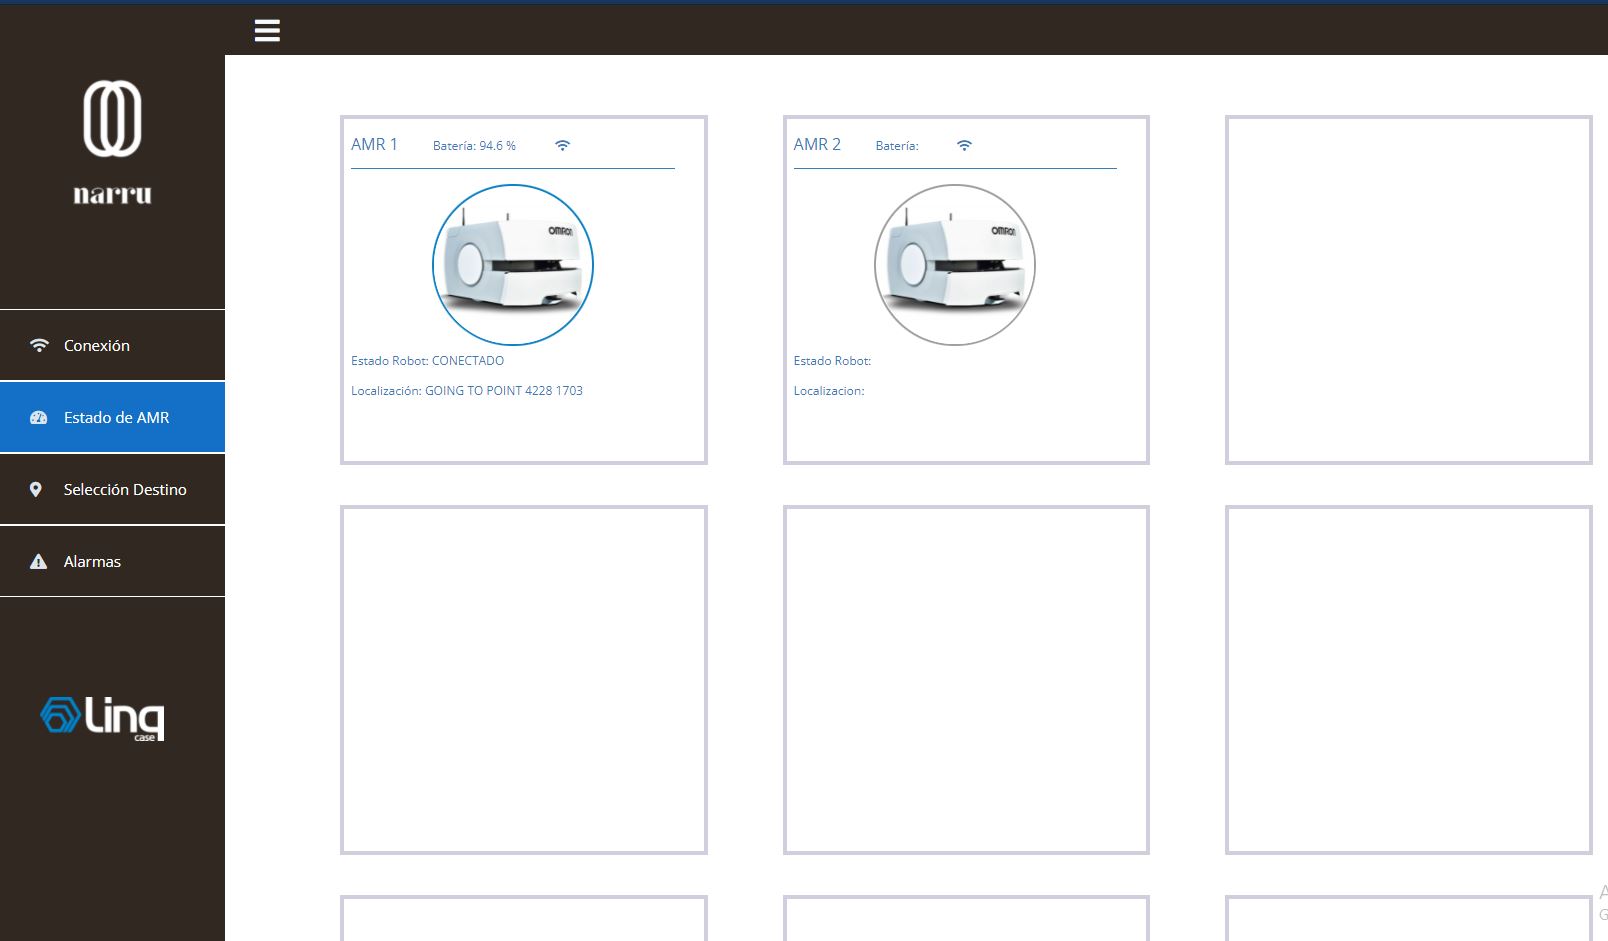 narru
Conexión
Estado de AMR
Selección Destino
Alarmas
Linq
case
AMR 1 Batería: 94.6 %
OMRON
Estado Robot: CONECTADO
Localización: GOING TO POINT 4228 1703
AMR 2 Batería:
OMRON
Estado Robot:
Localizacion:
A
G